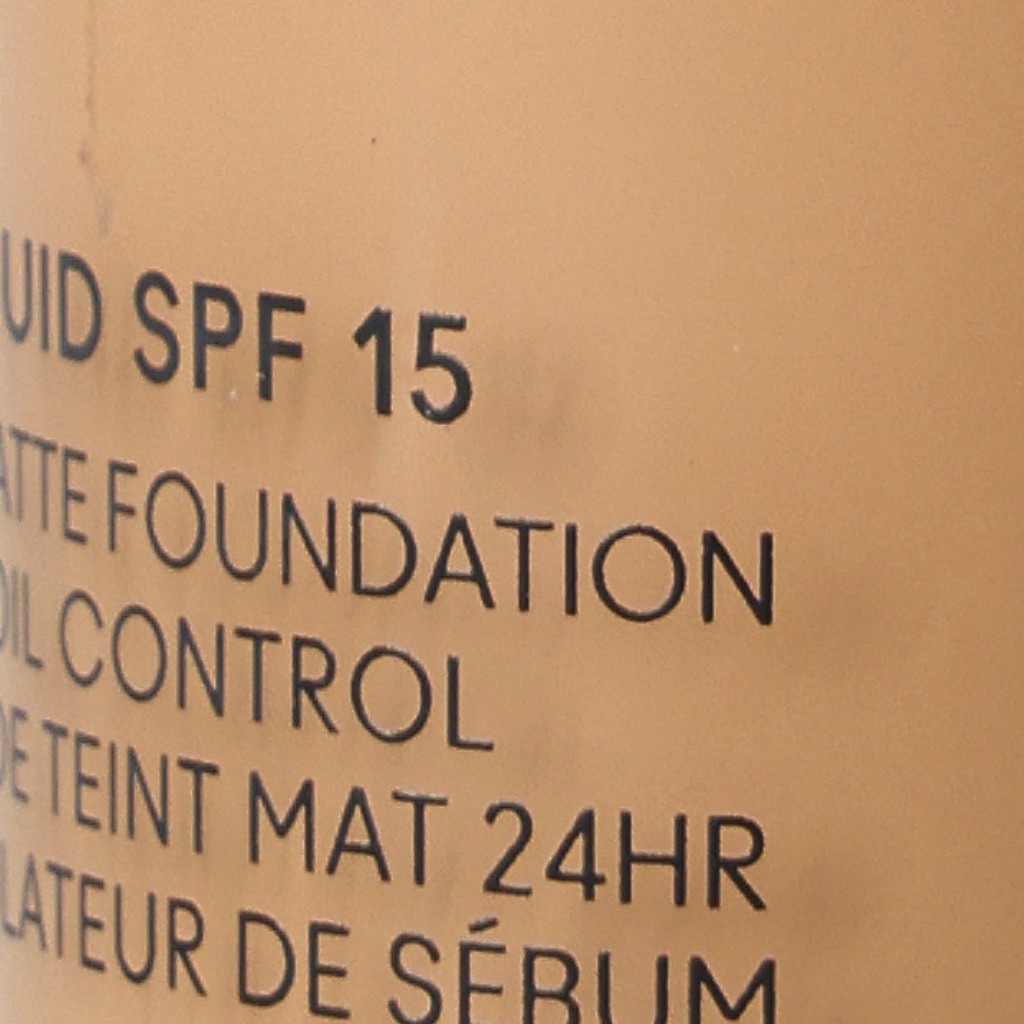 UID SPF 15
ATTE FOUNDATION
OIL CONTROL
DE TEINT MAT 24HR
LATEUR DE SÉBUM